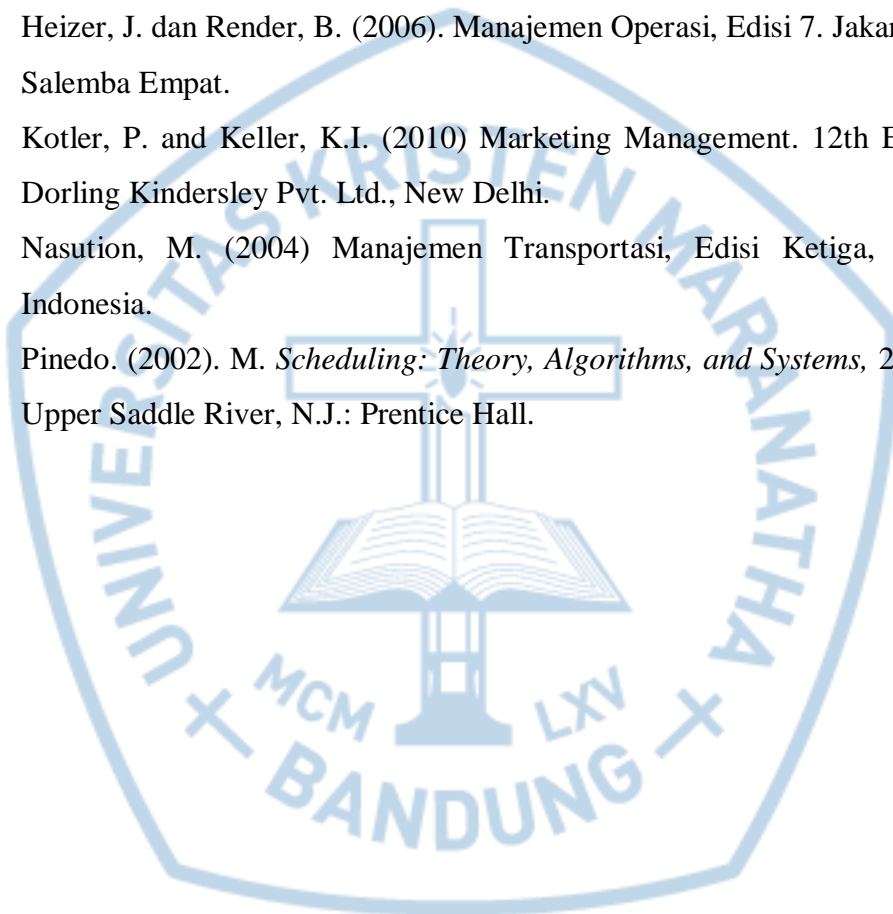 Heizer, J. dan Render, B. (2006). Manajemen Operasi, Edisi 7.
Salemba Empat.
Kotler, P. and Keller, K.I. (2010) Marketing Management. 12th
Dorling Kindersley Pvt. Ltd., New Delhi.
Nasution, M. (2004) Manajemen Transportasi, Edisi Ketiga,
Indonesia.
Pinedo. (2002). M. Scheduling: Theory, Algorithms, and Systems,
Upper Saddle River, N.J.: Prentice Hall.
UNIVERSITAS KRISTEN MARANATHA
MCM LXV
BANDUNG